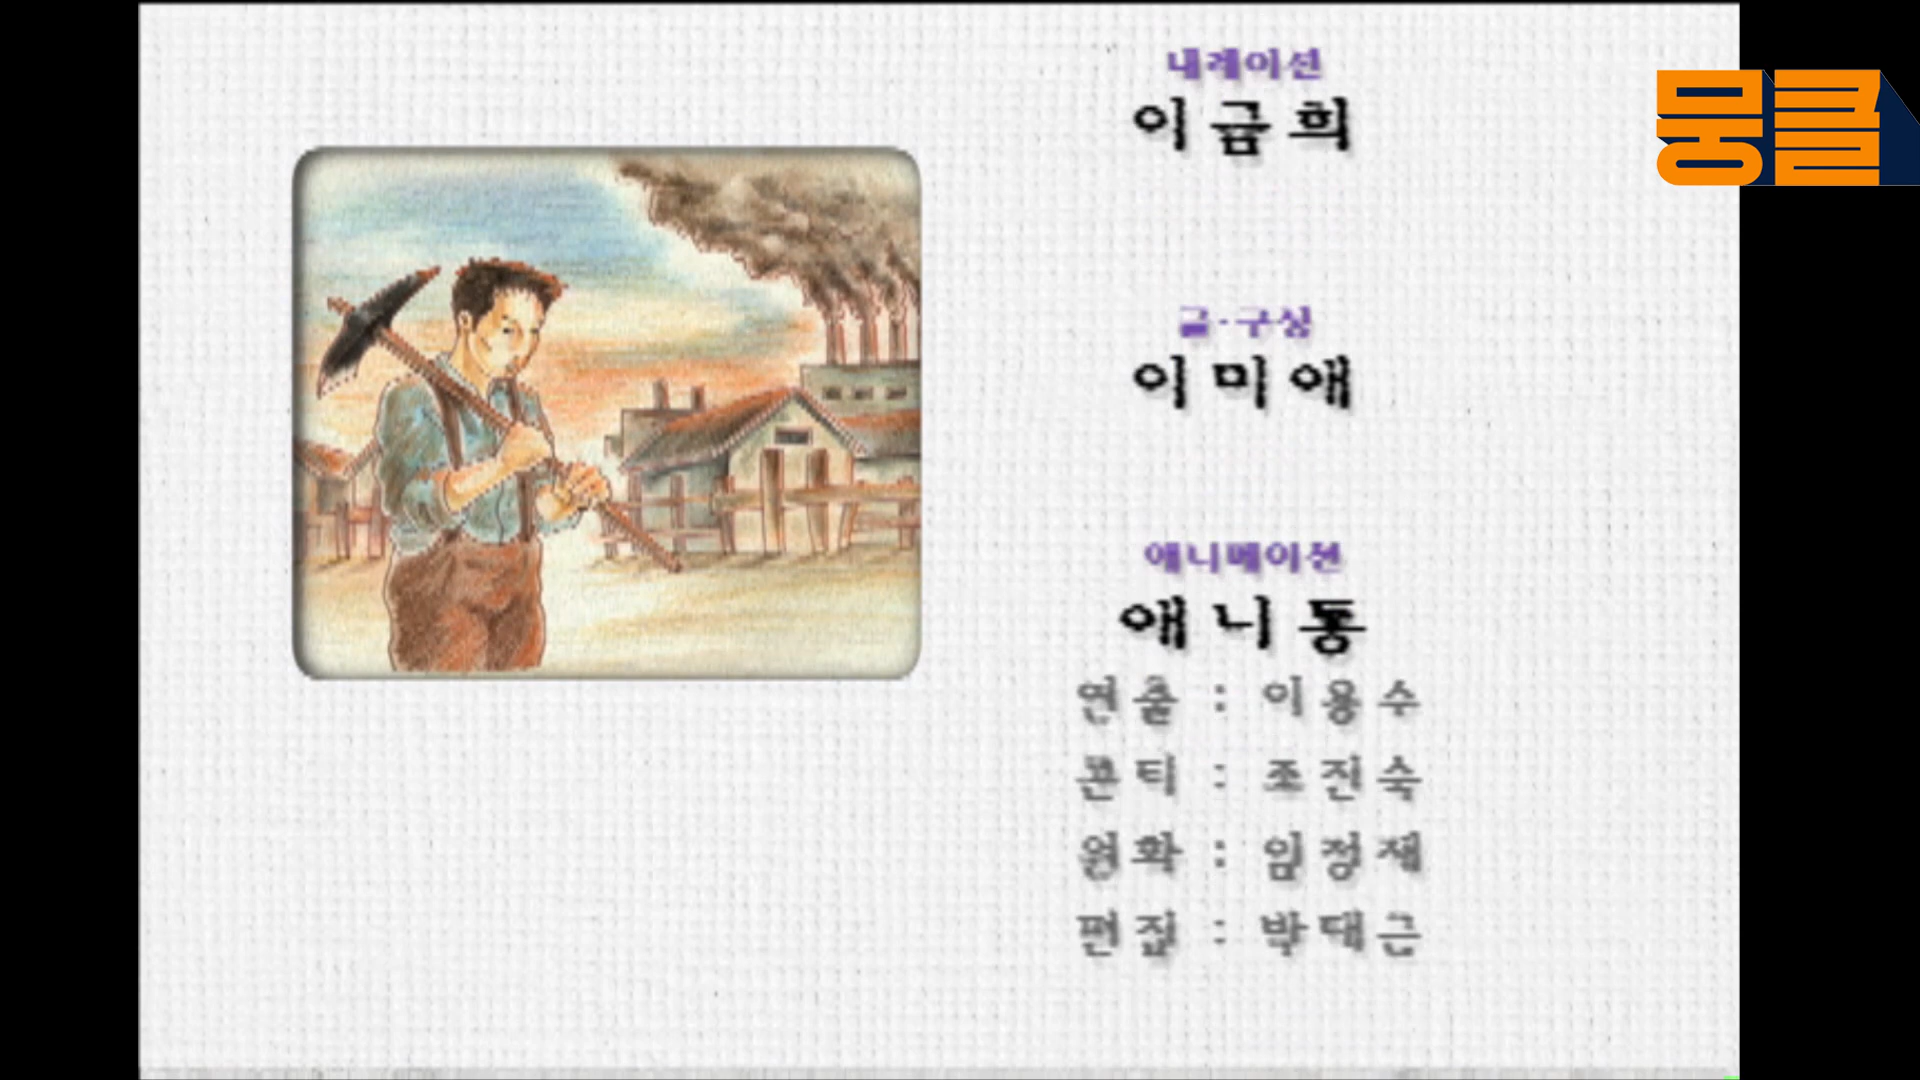 내레이션
이금희
글·구성
이미애
애니메이션
애니통
연출 : 이용수
콘티 : 조진숙
원화 : 임정재
편집 : 박태근
뭉클